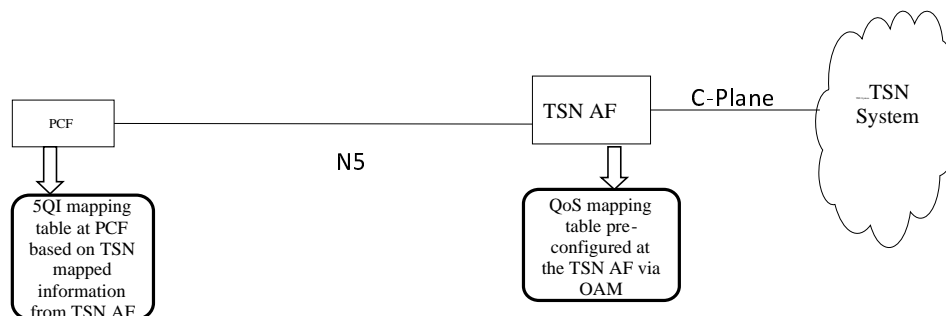 C-Plane
TSN
System
TSN AF
PCF
N5
5QI mapping
table at PCF
based on TSN
mapped
information
from TSN AF
QoS mapping
table pre-
configured at
the TSN AF via
OAM